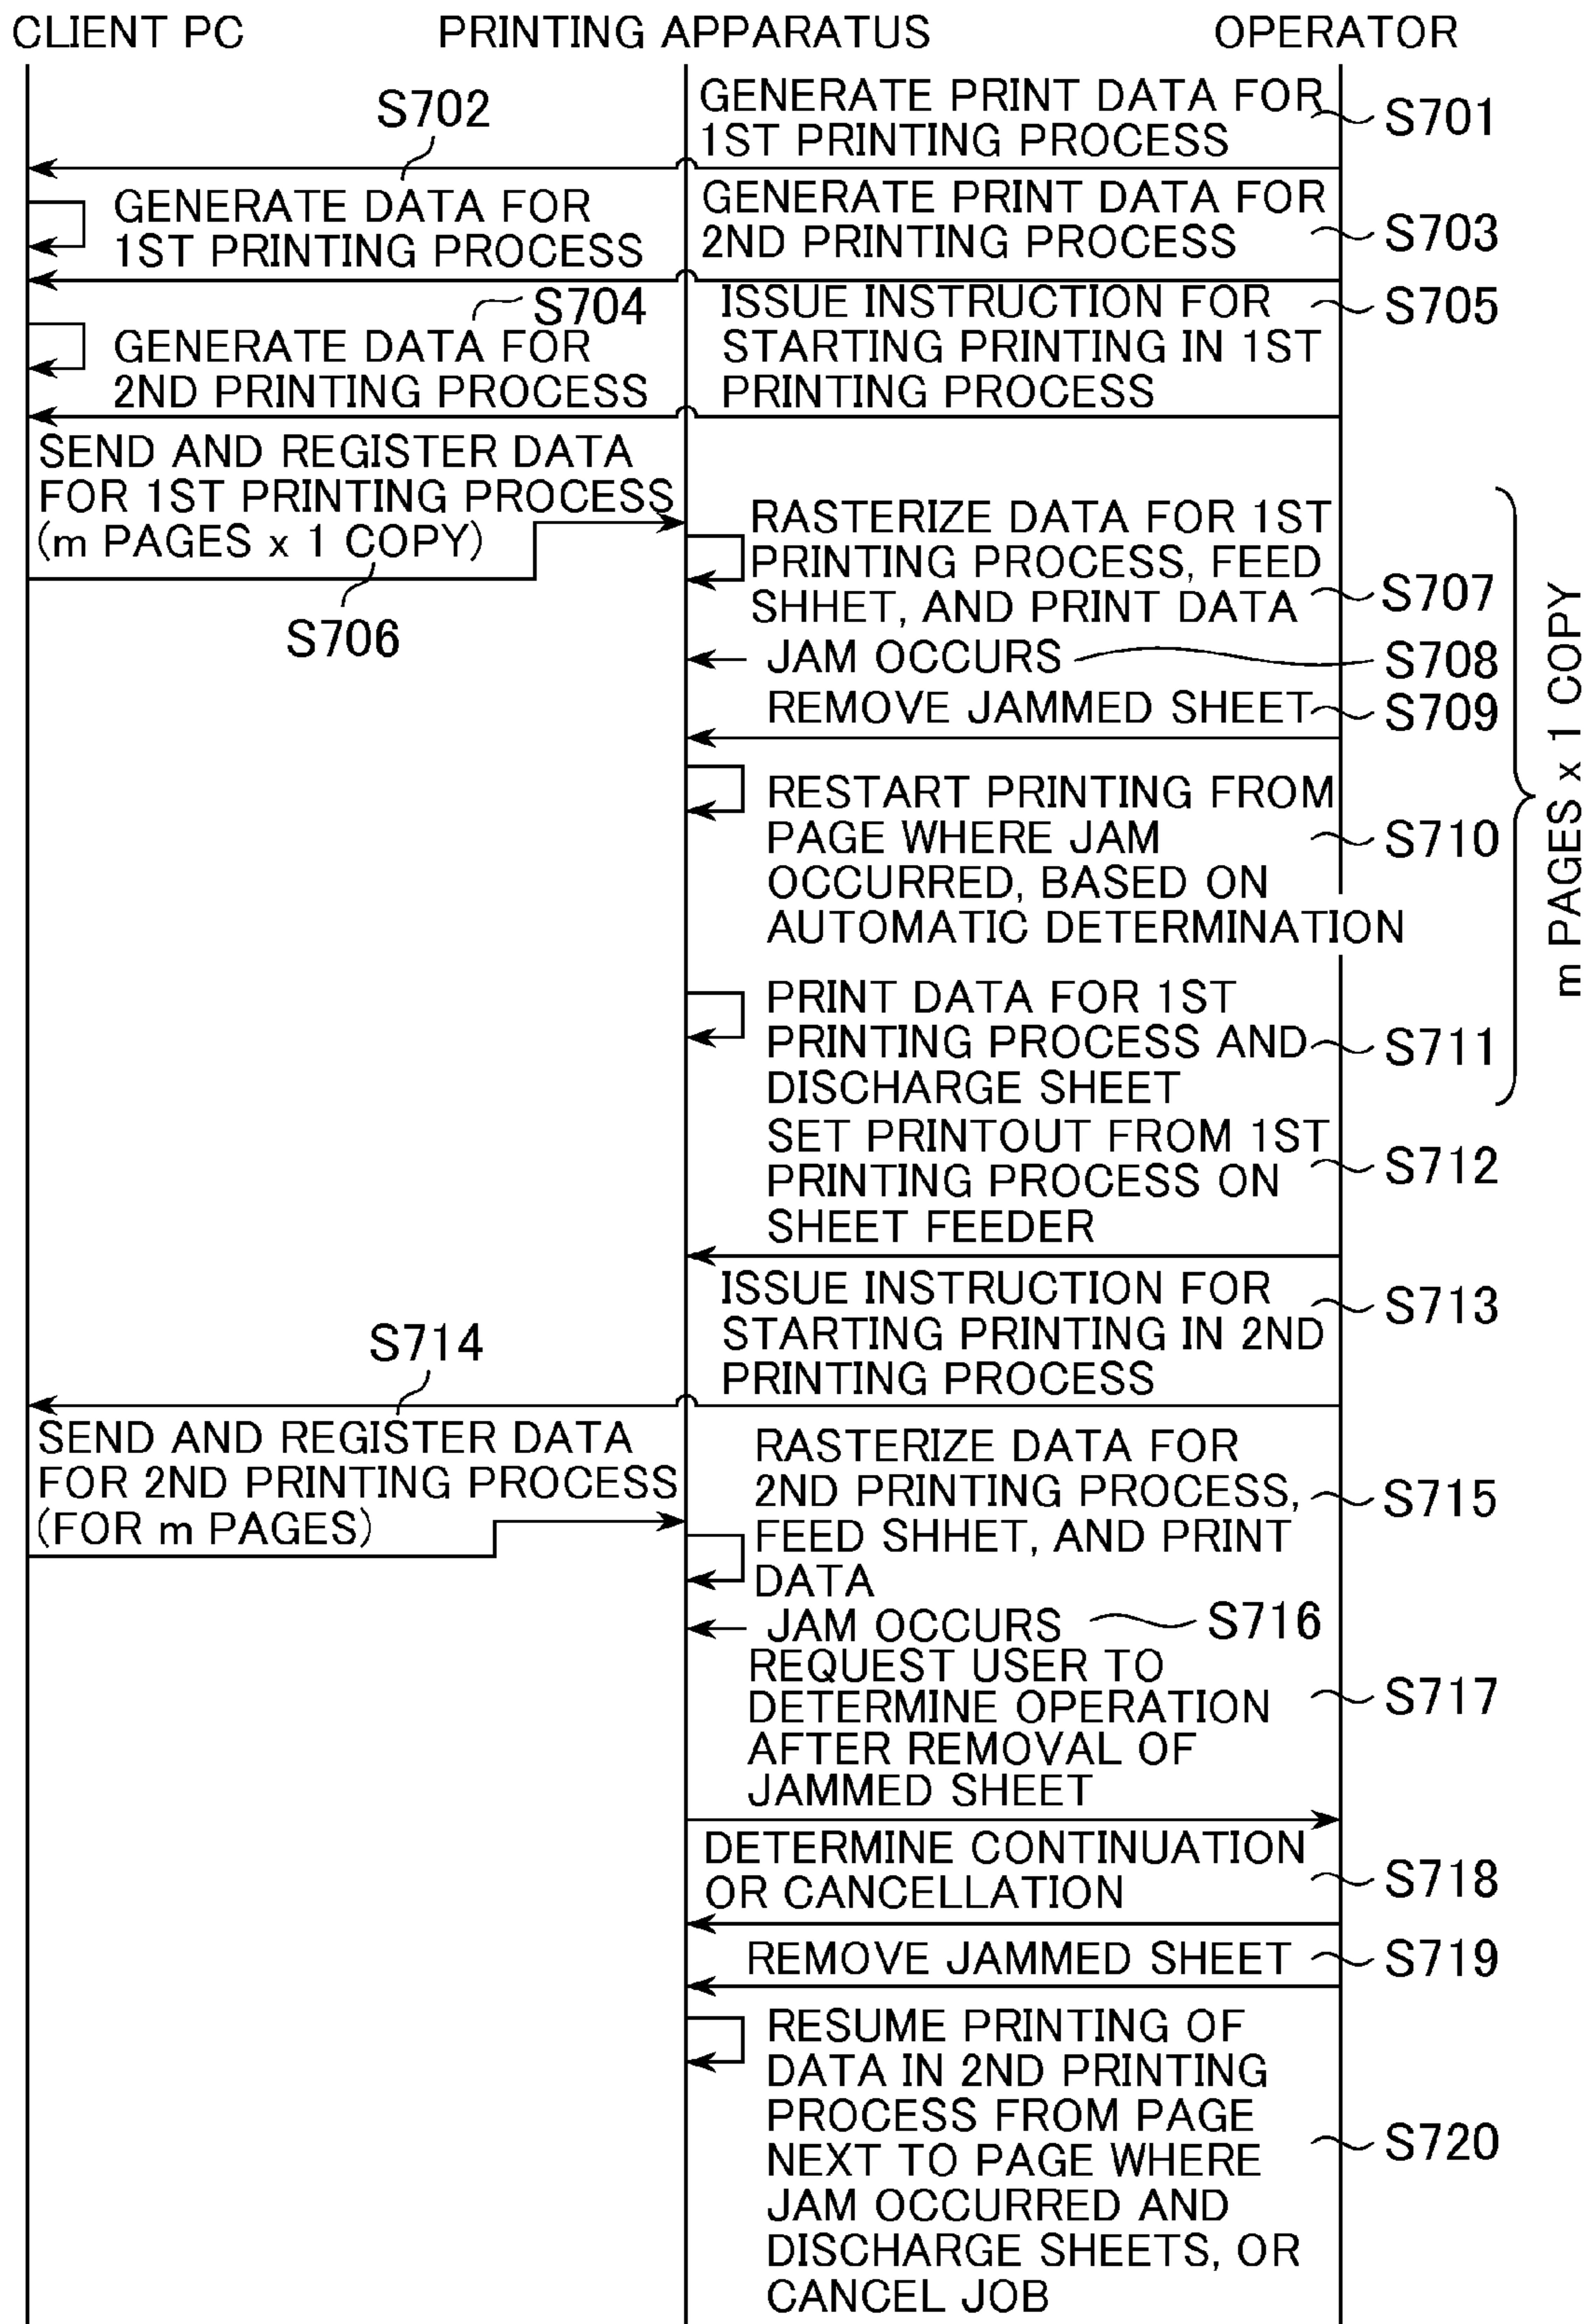 CLIENT PC
PRINTING APPARATUS
OPERATOR
GENERATE PRINT DATA FOR
1ST PRINTING PROCESS
S701
S702
GENERATE DATA FOR
1ST PRINTING PROCESS
GENERATE PRINT DATA FOR
2ND PRINTING PROCESS
S703
S704
GENERATE DATA FOR
2ND PRINTING PROCESS
ISSUE INSTRUCTION FOR
STARTING PRINTING IN 1ST
PRINTING PROCESS
S705
SEND AND REGISTER DATA
FOR 1ST PRINTING PROCESS
(m PAGES x 1 COPY)
S706
RASTERIZE DATA FOR 1ST
PRINTING PROCESS, FEED
SHHET, AND PRINT DATA
S707
JAM OCCURS
S708
REMOVE JAMMED SHEET
S709
RESTART PRINTING FROM
PAGE WHERE JAM
OCCURRED, BASED ON
AUTOMATIC DETERMINATION
S710
PRINT DATA FOR 1ST
PRINTING PROCESS AND
DISCHARGE SHEET
S711
m PAGES x 1 COPY
SET PRINTOUT FROM 1ST
PRINTING PROCESS ON
SHEET FEEDER
S712
ISSUE INSTRUCTION FOR
STARTING PRINTING IN 2ND
PRINTING PROCESS
S713
S714
SEND AND REGISTER DATA
FOR 2ND PRINTING PROCESS
(FOR m PAGES)
RASTERIZE DATA FOR
2ND PRINTING PROCESS,
FEED SHHET, AND PRINT
DATA
S715
JAM OCCURS
S716
REQUEST USER TO
DETERMINE OPERATION
AFTER REMOVAL OF
JAMMED SHEET
S717
DETERMINE CONTINUATION
OR CANCELLATION
S718
REMOVE JAMMED SHEET
S719
RESUME PRINTING OF
DATA IN 2ND PRINTING
PROCESS FROM PAGE
NEXT TO PAGE WHERE
JAM OCCURRED AND
DISCHARGE SHEETS, OR
CANCEL JOB
S720